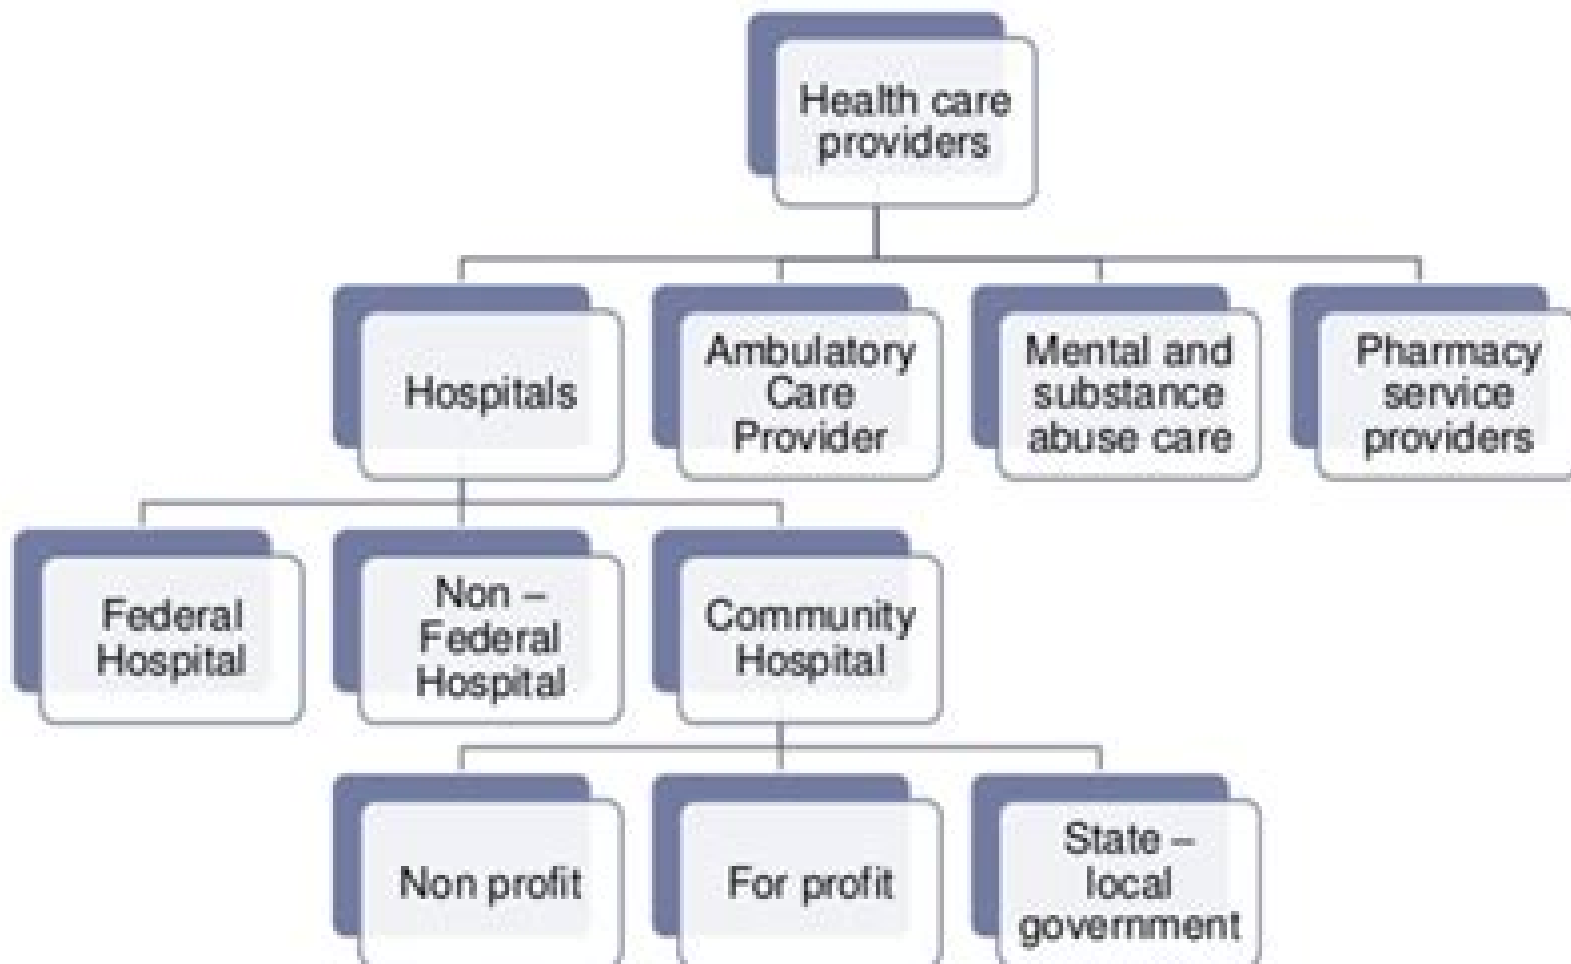 Health care
providers
Hospitals
Ambulatory
Care
Provider
Mental and
substance
abuse care
Pharmacy
service
providers
Federal
Hospital
Non –
Federal
Hospital
Community
Hospital
Non profit
For profit
State –
local
government